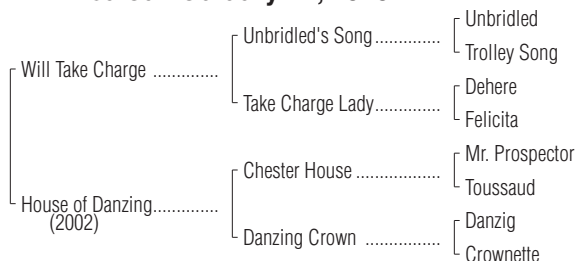 Unbridled
Unbridled's Song..............
Trolley Song
Will Take Charge ..............
Dehere
Take Charge Lady..............
Felicita
Mr. Prospector
Chester House ..................
Toussaud
House of Danzing..............
(2002)
Danzig
Danzing Crown ................
Crownette